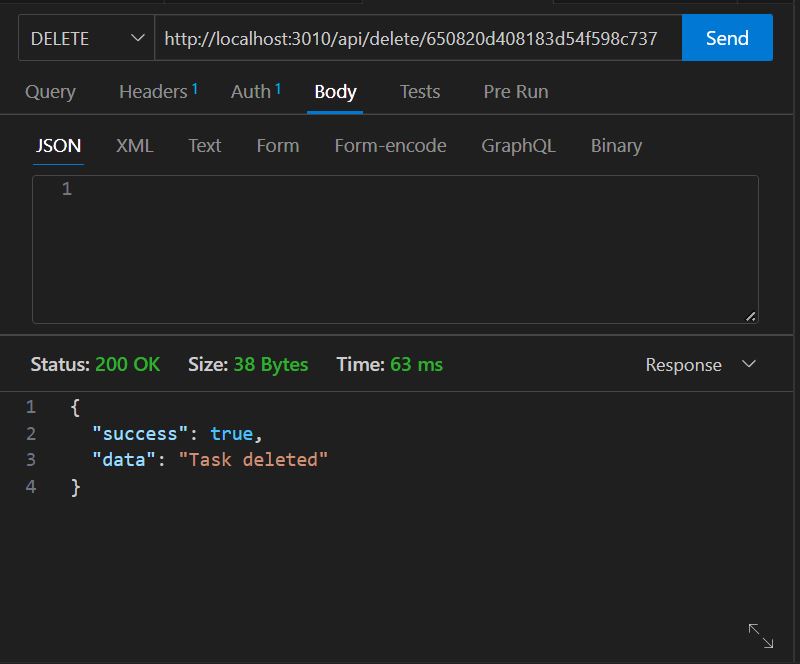 DELETE http://localhost:3010/api/delete/650820d408183d54f598c737 Send
Query Headers 1 Auth 1 Body Tests Pre Run
JSON XML Text Form Form-encode GraphQL Binary
1
Status: 200 OK Size: 38 Bytes Time: 63 ms Response
1 {
2 "success": true,
3 "data": "Task deleted"
4 }